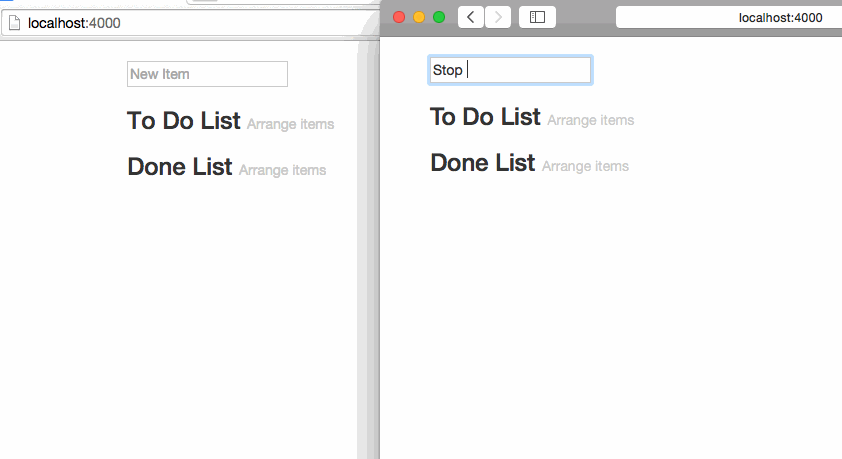 localhost:4000
New Item
To Do List Arrange items
Done List Arrange items
localhost:4000
Stop
To Do List Arrange items
Done List Arrange items